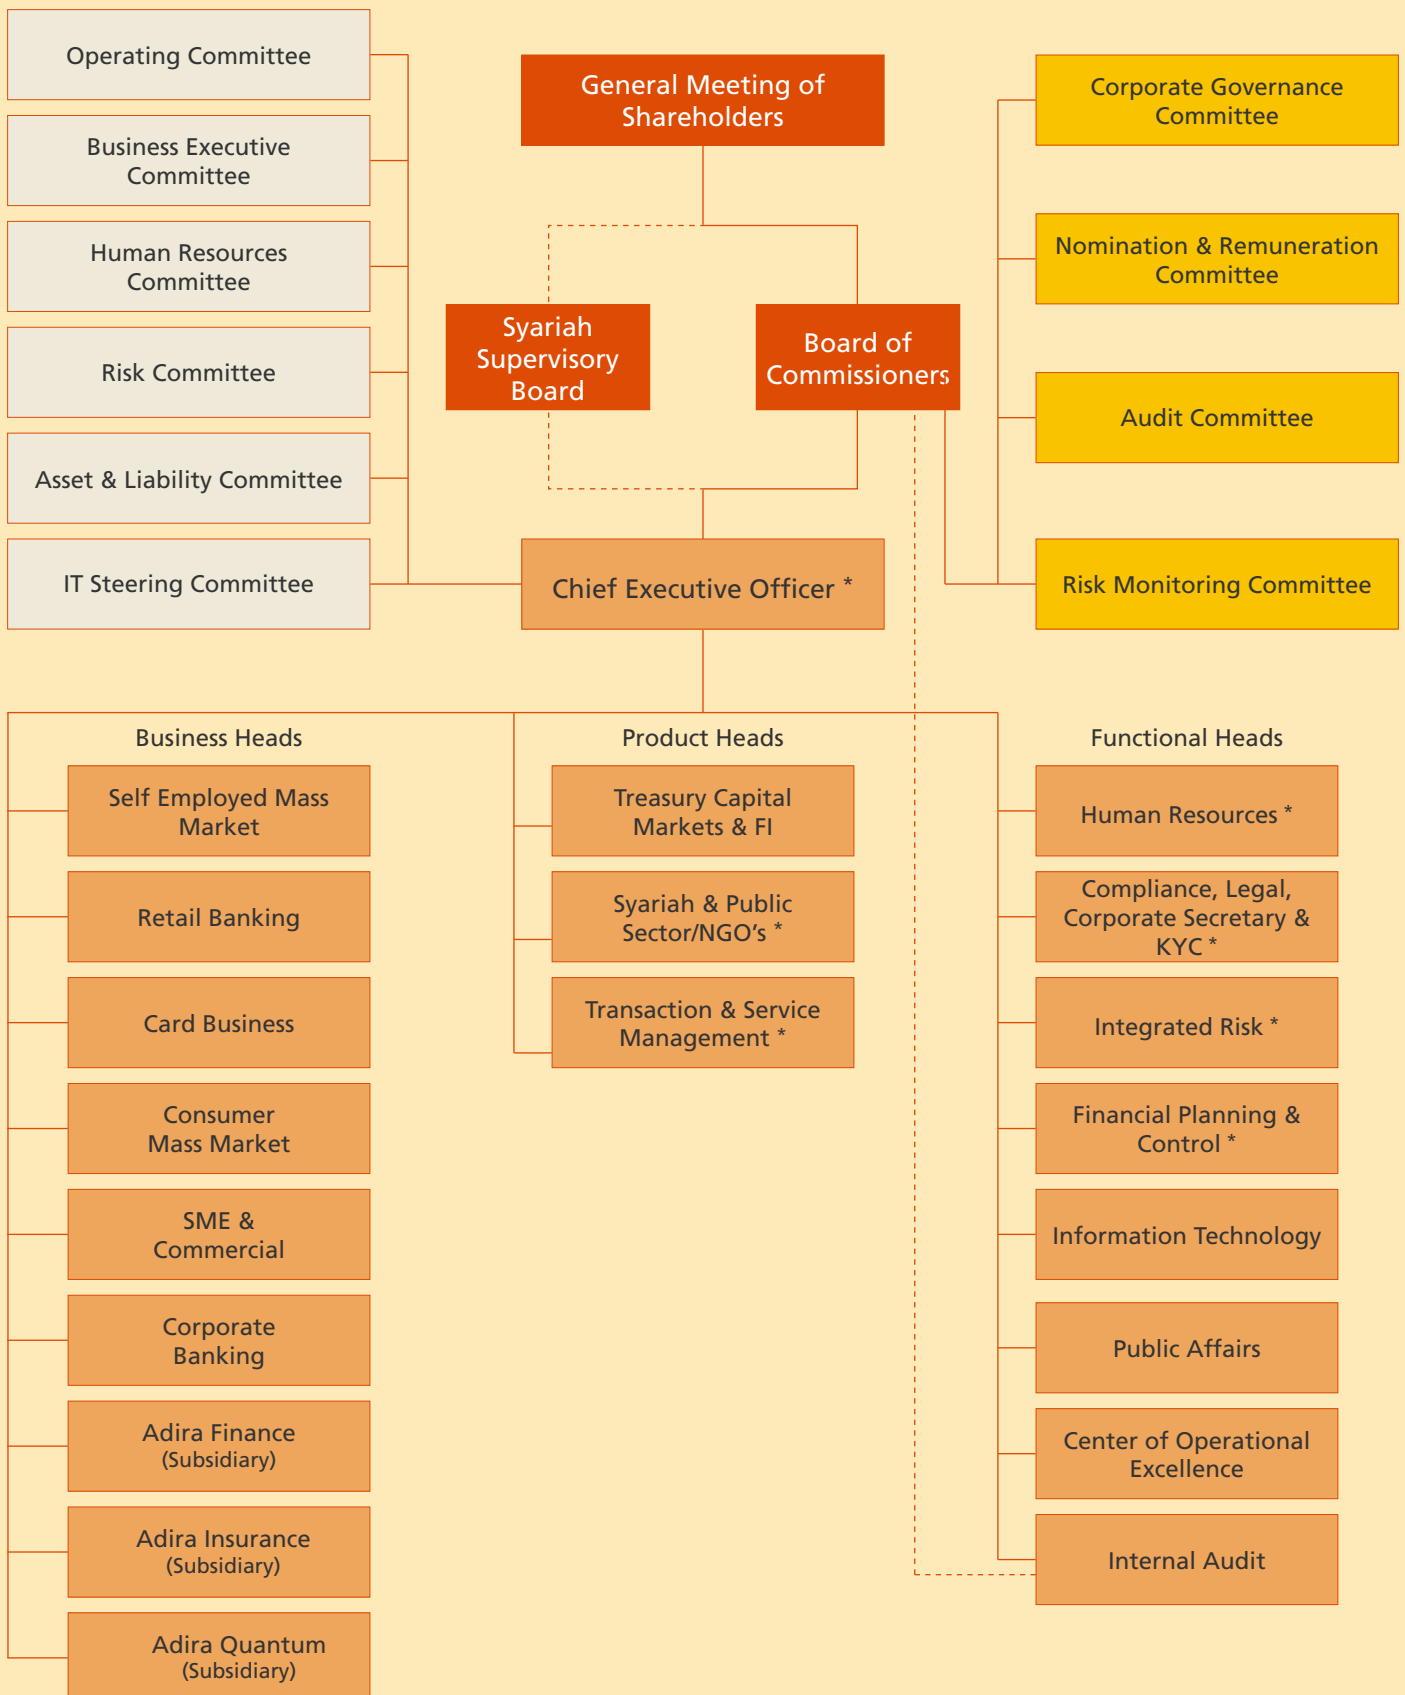 Operating Committee
Business Executive
Committee
Human Resources
Committee
Risk Committee
Asset & Liability Committee
IT Steering Committee
General Meeting of
Shareholders
Syariah
Supervisory
Board
Board of
Commissioners
Chief Executive Officer *
Corporate Governance
Committee
Nomination & Remuneration
Committee
Audit Committee
Risk Monitoring Committee
Business Heads
Self Employed Mass
Market
Retail Banking
Card Business
Consumer
Mass Market
SME &
Commercial
Corporate
Banking
Adira Finance
(Subsidiary)
Adira Insurance
(Subsidiary)
Adira Quantum
(Subsidiary)
Product Heads
Treasury Capital
Markets & FI
Syariah & Public
Sector/NGO’s *
Transaction & Service
Management *
Functional Heads
Human Resources *
Compliance, Legal,
Corporate Secretary &
KYC *
Integrated Risk *
Financial Planning &
Control *
Information Technology
Public Affairs
Center of Operational
Excellence
Internal Audit